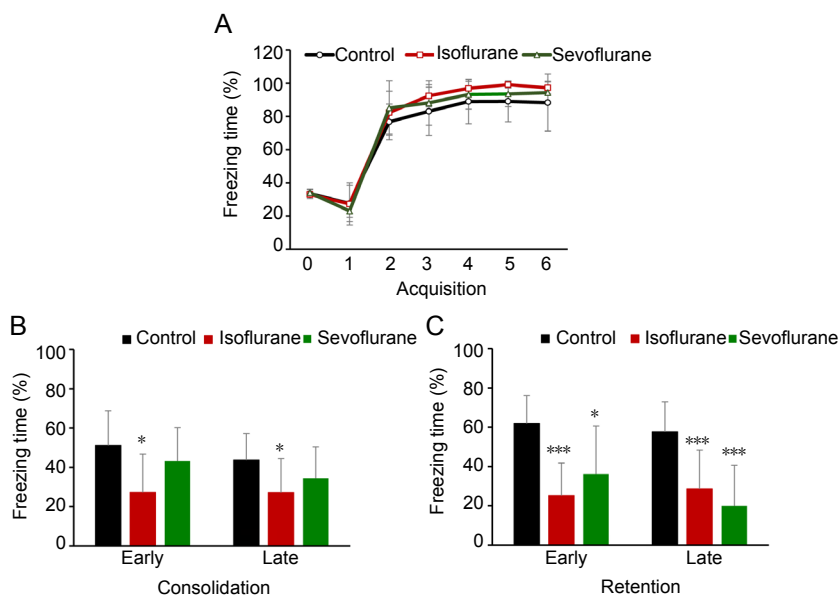 A
Control Isoflurane Sevoflurane
Freezing time (%)
120
100
80
60
40
20
0
0 1 2 3 4 5 6
Acquisition
B
Control Isoflurane Sevoflurane
Freezing time (%)
100
80
60
40
20
0
* *
Early Late
Consolidation
C
Control Isoflurane Sevoflurane
Freezing time (%)
100
80
60
40
20
0
*** * *** ***
Early Late
Retention